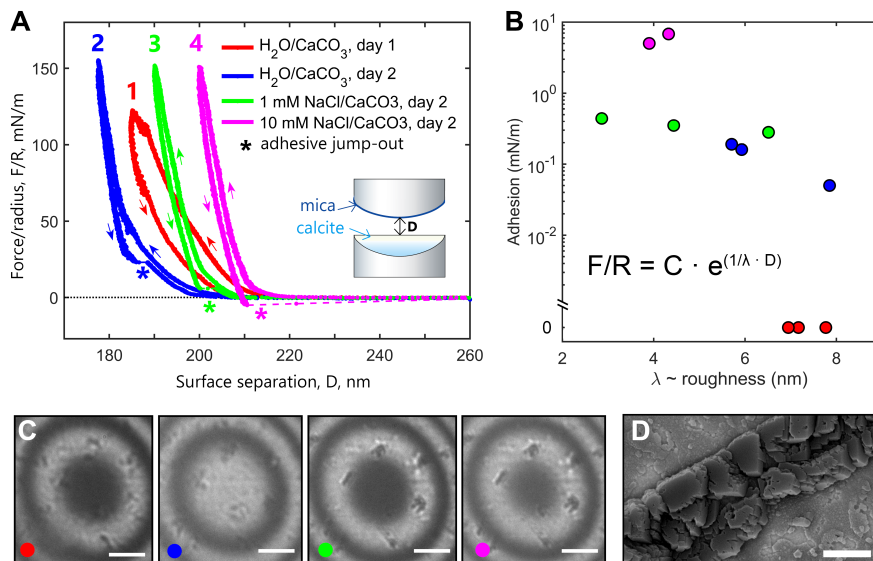 A
2 3 4
1
H2O/CaCO3, day 1
H2O/CaCO3, day 2
1 mM NaCl/CaCO3, day 2
10 mM NaCl/CaCO3, day 2
* adhesive jump-out
mica
calcite
D
*
*
*
150
100
50
0
Force/radius, F/R, mN/m
180 200 220 240 260
Surface separation, D, nm
B
10^1
10^0
10^-1
10^-2
0
Adhesion (mN/m)
F/R = C · e^(1/λ · D)
2 4 6 8
λ ~ roughness (nm)
C
D